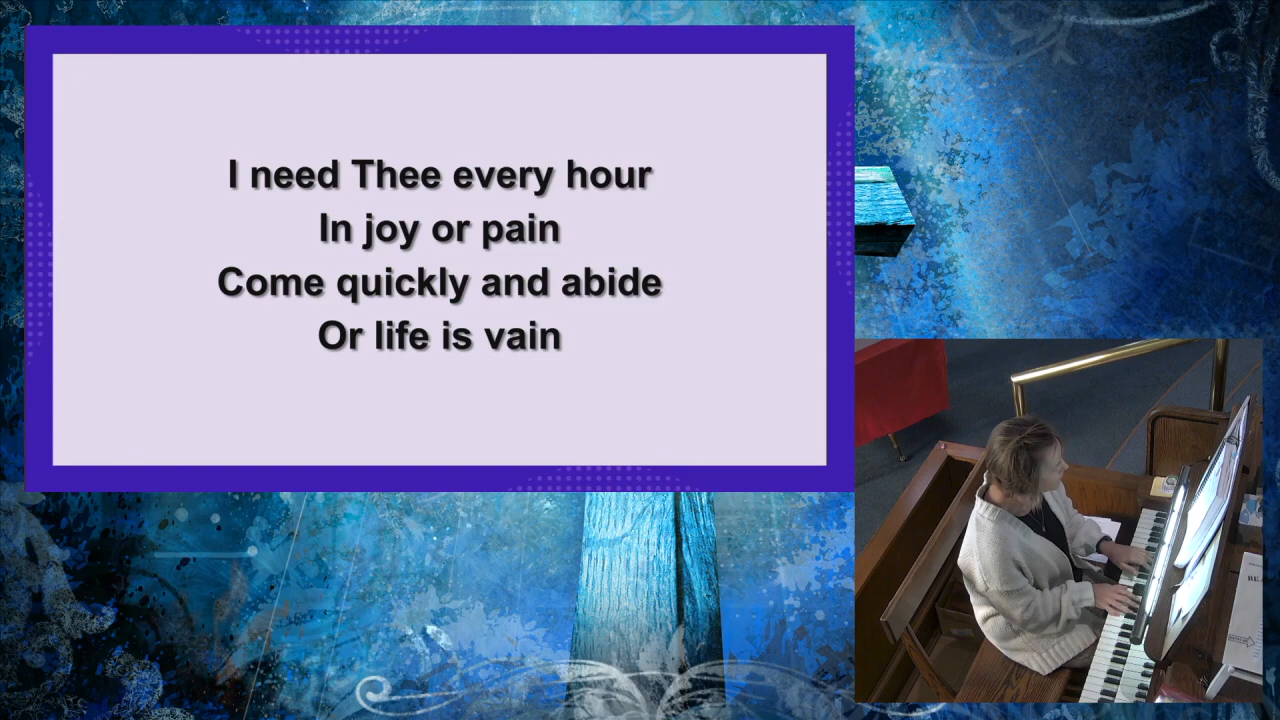 I need Thee every hour
In joy or pain
Come quickly and abide
Or life is vain